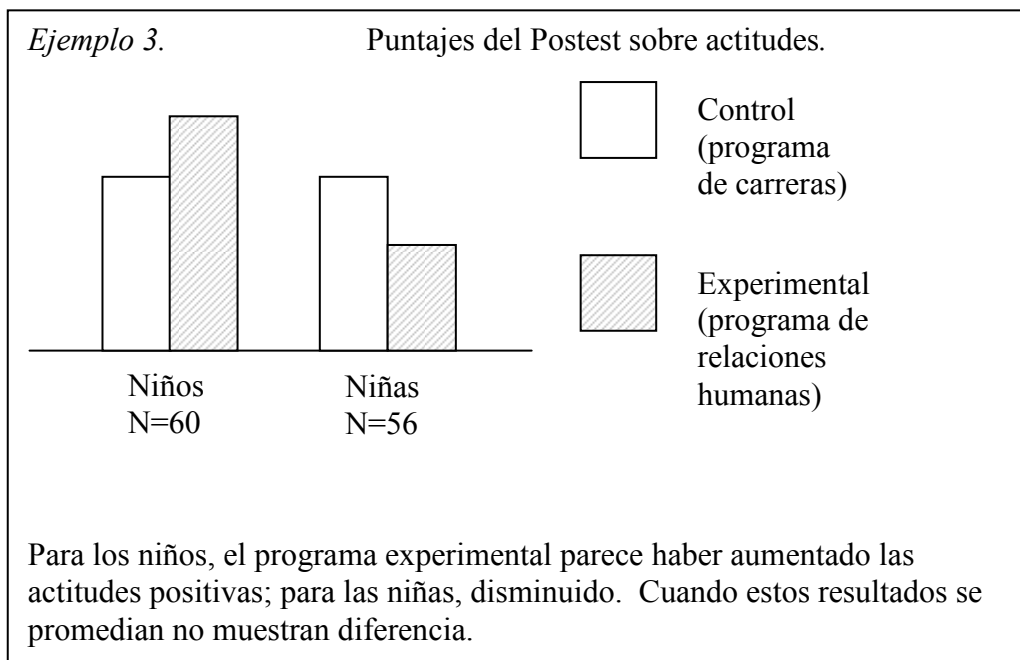 Ejemplo 3. Puntajes del Postest sobre actitudes.
Control
(programa
de carreras)
Experimental
(programa de
relaciones
humanas)
Niños
N=60
Niñas
N=56
Para los niños, el programa experimental parece haber aumentado las
actitudes positivas; para las niñas, disminuido.  Cuando estos resultados se
promedian no muestran diferencia.